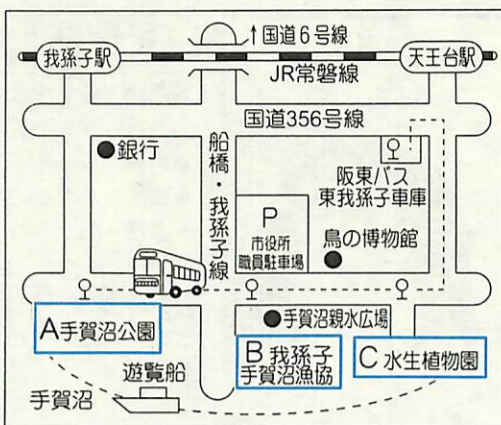 ↑国道6号線
我孫子駅
天王台駅
JR常磐線
国道356号線
●銀行
船橋・我孫子線
阪東バス
東我孫子車庫
P
市役所
職員駐車場
鳥の博物館
A手賀沼公園
●手賀沼親水広場
B 我孫子
手賀沼漁協
C 水生植物園
遊覧船
手賀沼